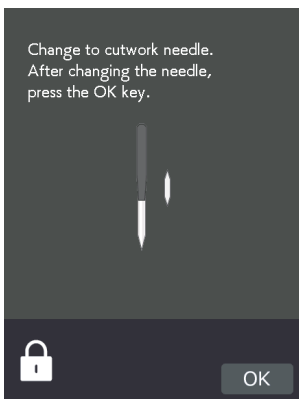 Change to cutwork needle.
After changing the needle,
press the OK key.
OK